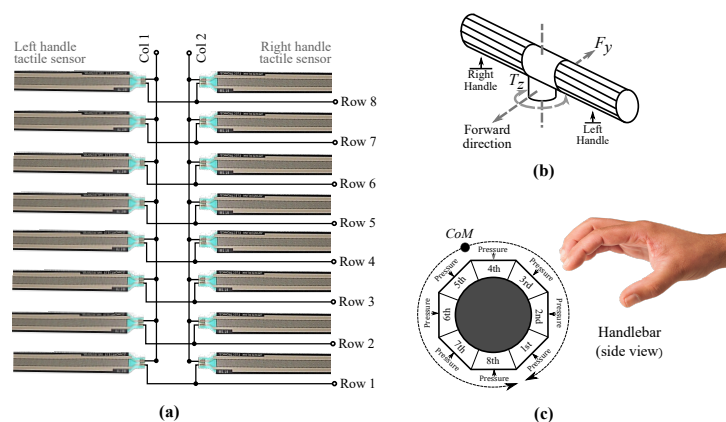 Left handle
tactile sensor
Col 1
Col 2
Right handle
tactile sensor
Row 8
Row 7
Row 6
Row 5
Row 4
Row 3
Row 2
Row 1
(a)
Right
Handle
T_z
F_y
Forward
direction
Left
Handle
(b)
CoM
Pressure
Pressure
Pressure
Pressure
Pressure
Pressure
Pressure
Pressure
4th
5th
3rd
6th
2nd
7th
1st
8th
Handlebar
(side view)
(c)